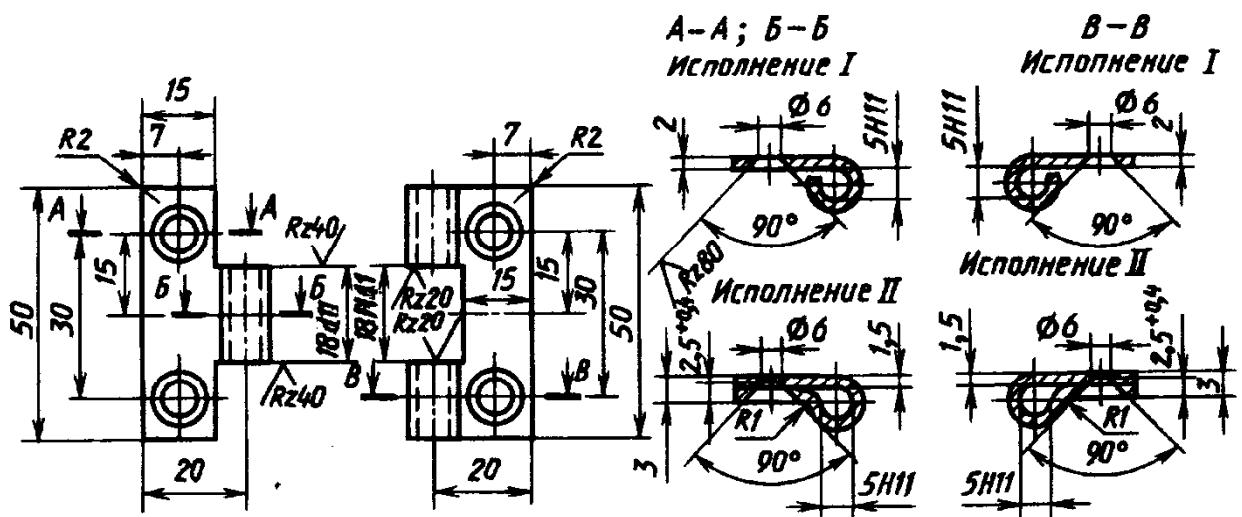 А–А; Б–Б
Исполнение I
В–В
Испопнение I
15
7
R2
7
R2
50
А
А
15
30
Б
Б
Rz40
18d11
Rz40
20
Rz20
Rz20
15
15
30
50
В
В
20
2
Ø6
5H11
90°
Rz80
5H11
Ø6
2
90°
Исполнение II
2,5+0,4
Ø6
1,5
3
R1
90°
5H11
Исполнение II
1,5
Ø6
2,5+0,4
3
R1
90°
5H11